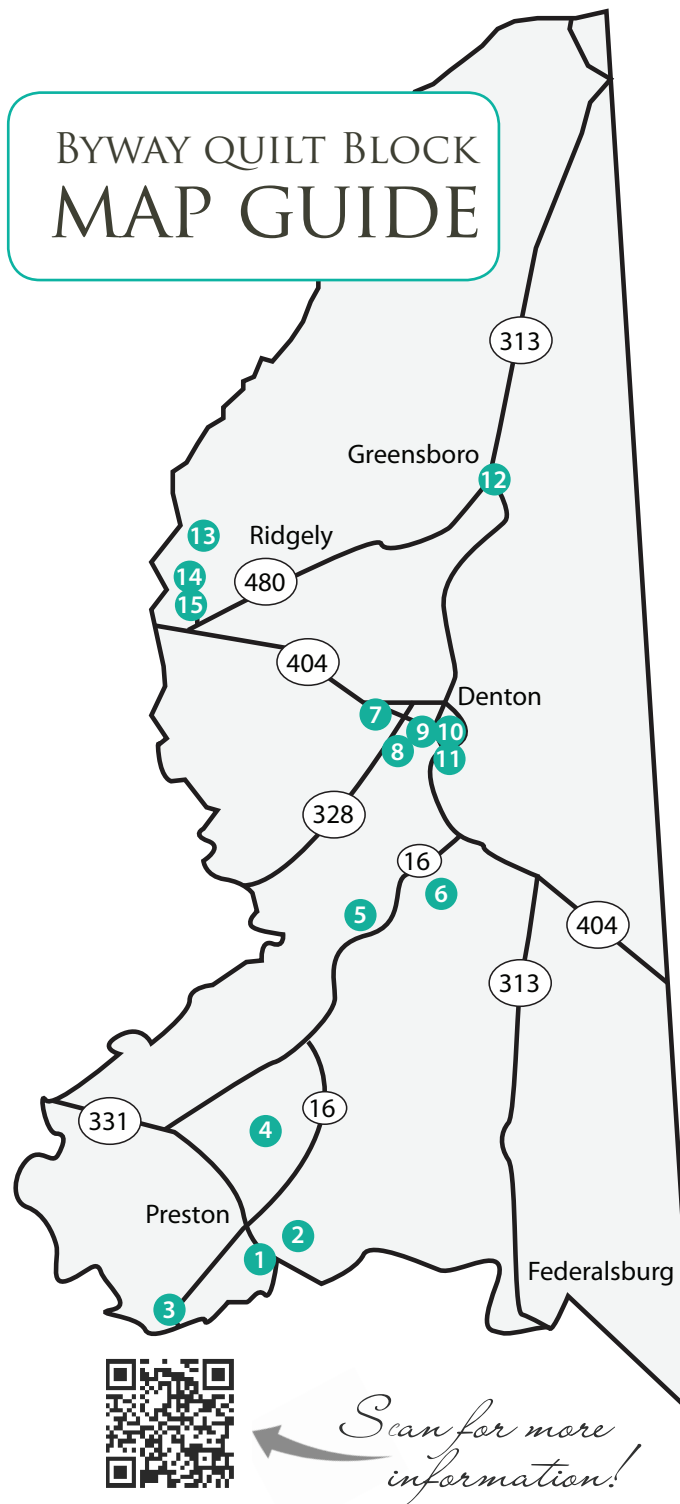 Byway quilt Block
MAP GUIDE
313
Greensboro
12
13
Ridgely
14
480
15
404
Denton
7
9
10
8
11
328
16
6
5
404
313
16
331
4
Preston
2
1
Federalsburg
3
Scan for more
information!